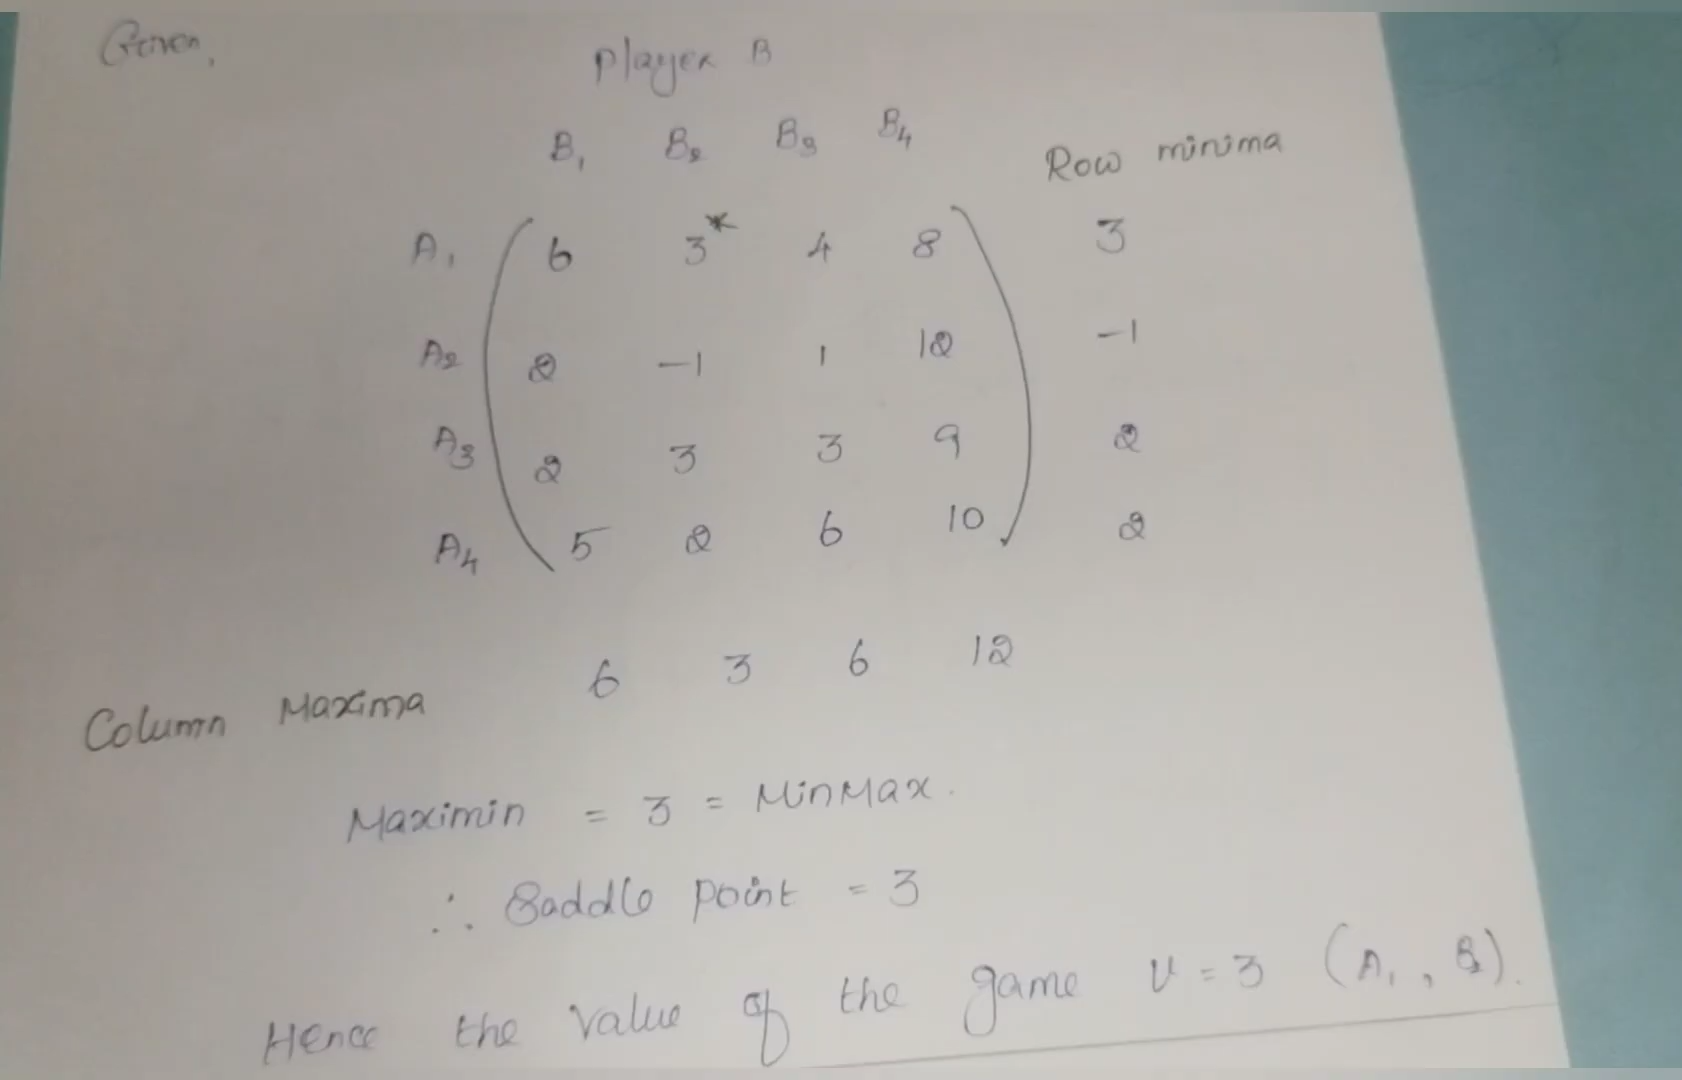 Given,
Player B
B1 B2 B3 B4 Row minima
A1 6 3* 4 8 3
A2 2 -1 1 12 -1
A3 2 3 3 9 2
A4 5 2 6 10 2
Column Maxima 6 3 6 12
Maximin = 3 = MinMax.
∴ Saddle point = 3
Hence the value of the game V = 3 (A1, B2).